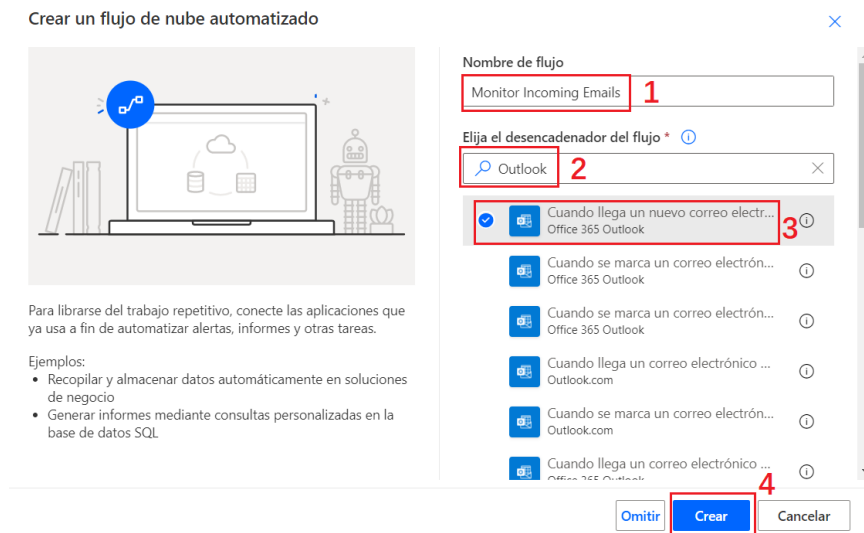 Crear un flujo de nube automatizado
Para librarse del trabajo repetitivo, conecte las aplicaciones que
ya usa a fin de automatizar alertas, informes y otras tareas.
Ejemplos:
• Recopilar y almacenar datos automáticamente en soluciones
de negocio
• Generar informes mediante consultas personalizadas en la
base de datos SQL
Nombre de flujo
Monitor Incoming Emails 1
Elija el desencadenador del flujo *
Outlook 2
Cuando llega un nuevo correo electr...
Office 365 Outlook
3
Cuando se marca un correo electrón...
Office 365 Outlook
Cuando se marca un correo electrón...
Office 365 Outlook
Cuando llega un correo electrónico ...
Outlook.com
Cuando se marca un correo electrón...
Outlook.com
Cuando llega un correo electrónico ...
Office 365 Outlook
4
Omitir Crear Cancelar